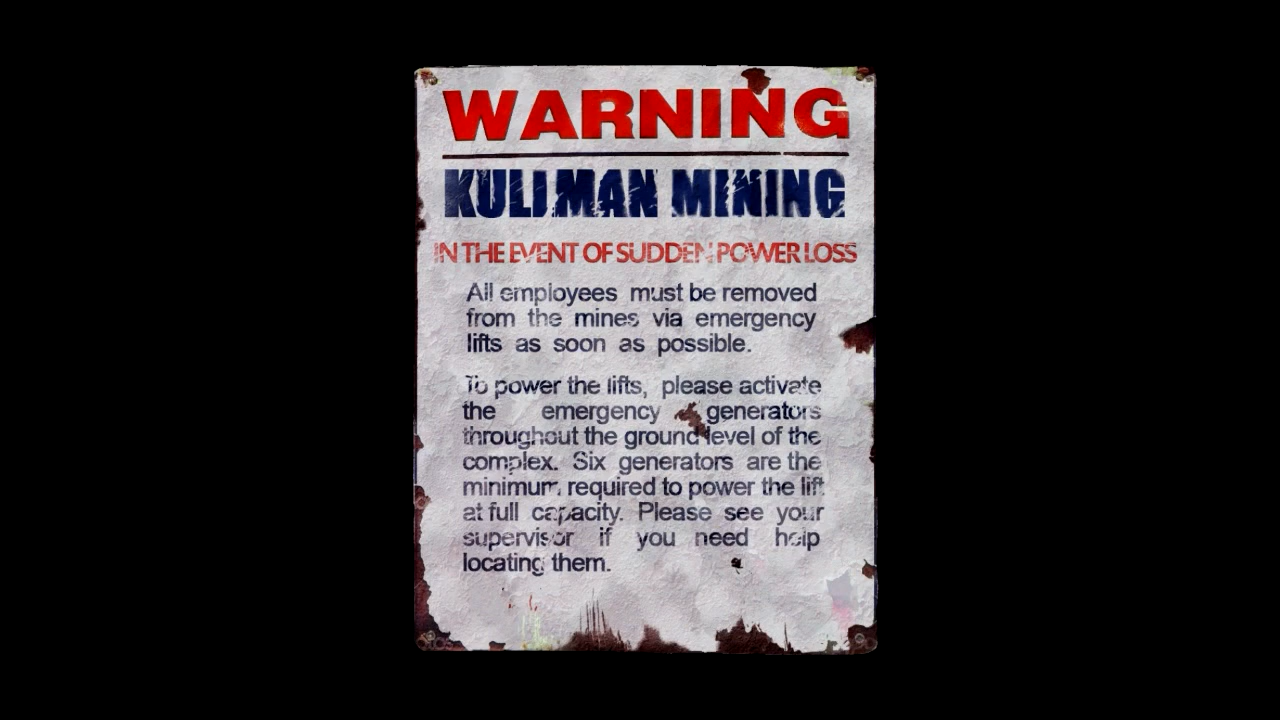 WARNING
KULLMAN MINING
IN THE EVENT OF SUDDEN POWER LOSS
All employees must be removed
from the mines via emergency
lifts as soon as possible.
To power the lifts, please activate
the emergency generators
throughout the ground level of the
complex. Six generators are the
minimum required to power the lift
at full capacity. Please see your
supervisor if you need help
locating them.